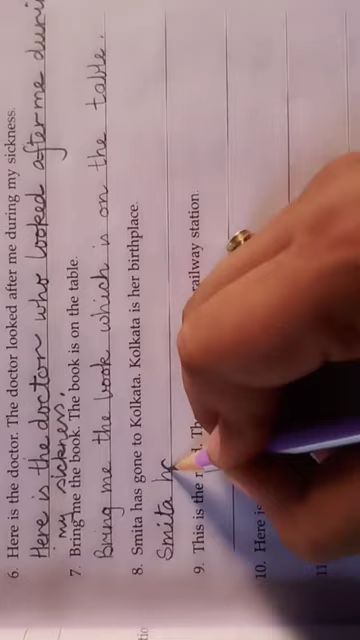 6. Here is the doctor. The doctor looked after me during my sickness.
Here is the doctor who looked after me duri
my sickness.
7. Bring me the book. The book is on the table.
Bring me the book which is on the table.
8. Smita has gone to Kolkata. Kolkata is her birthplace.
Smita
9. This is the railway station.
10. Here is
11